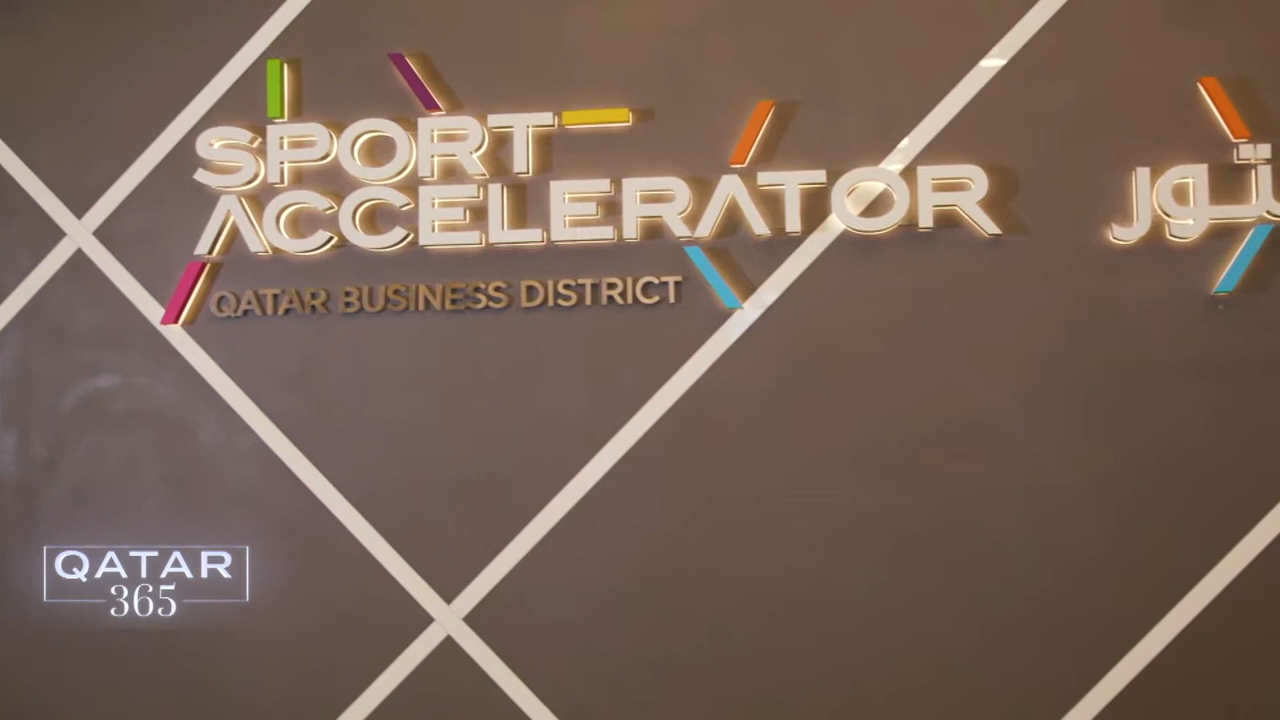 SPORT
ACCELERATOR
QATAR BUSINESS DISTRICT
QATAR
365